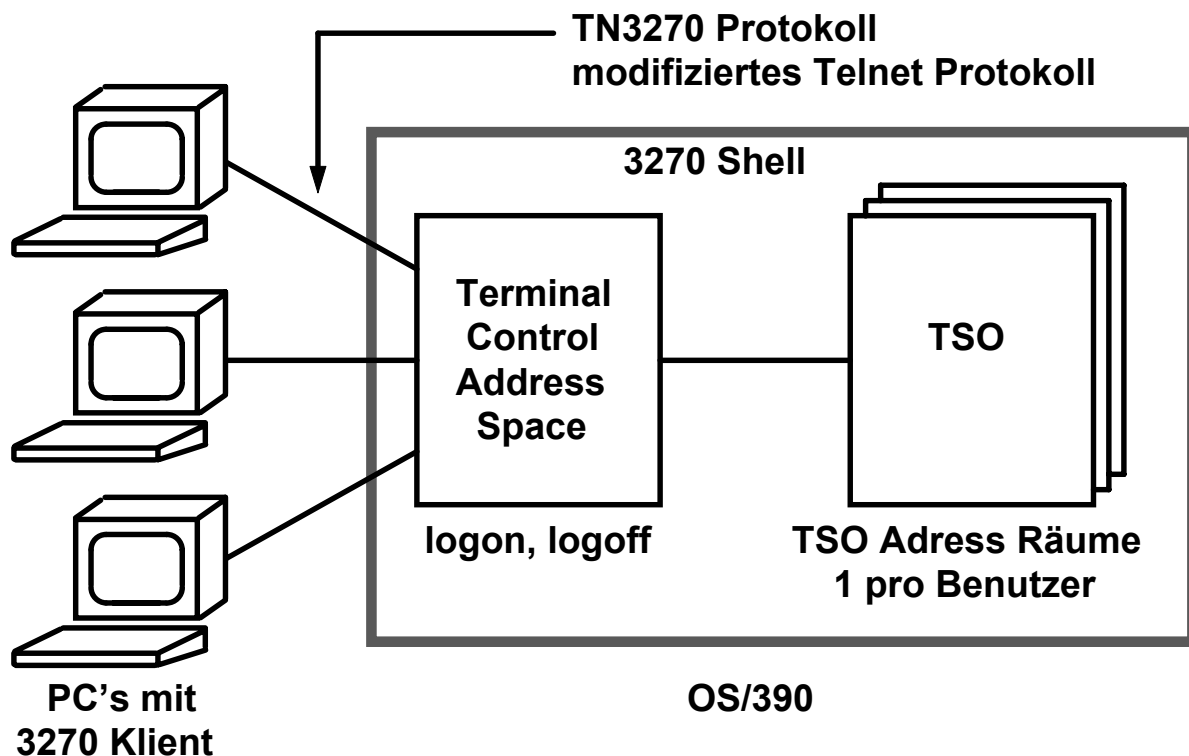 TN3270 Protokoll
modifiziertes Telnet Protokoll
3270 Shell
Terminal
Control
Address
Space
TSO
logon, logoff
TSO Adress Räume
1 pro Benutzer
PC’s mit
3270 Klient
OS/390